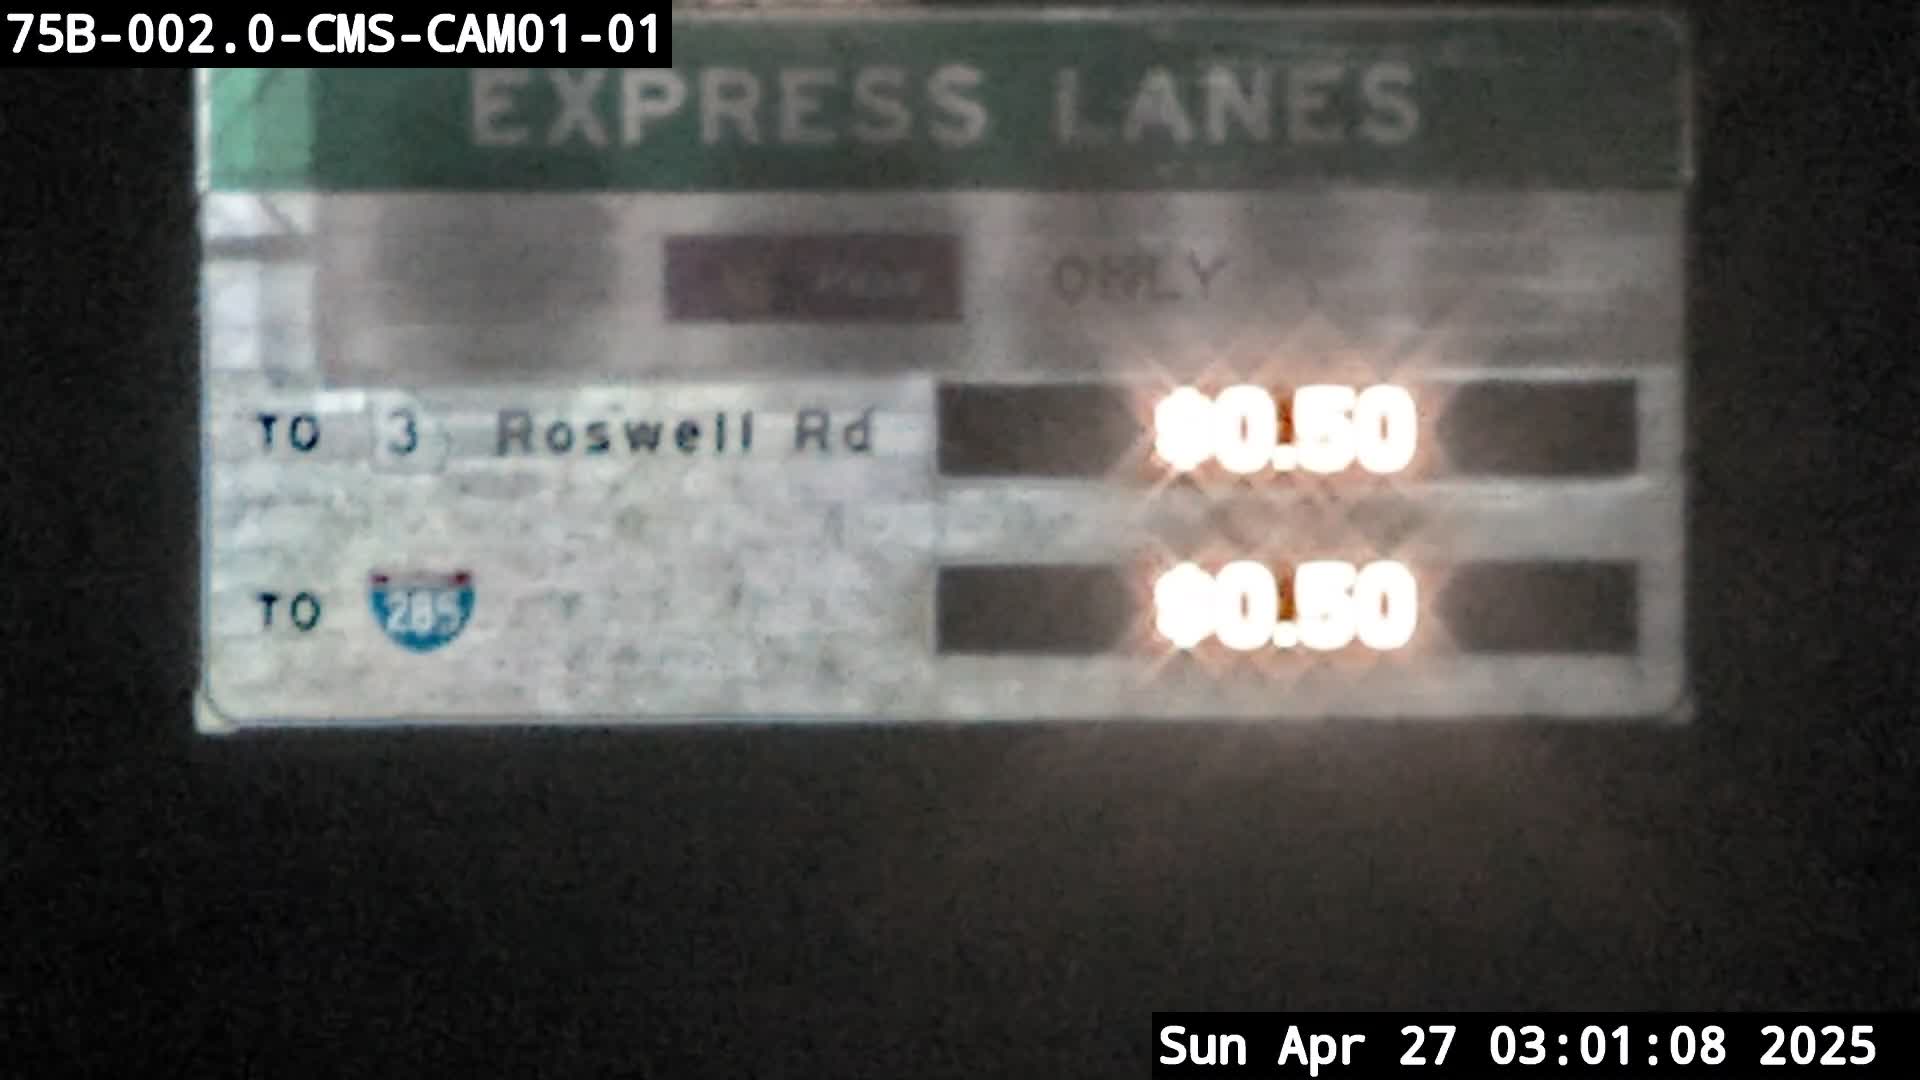 75B-002.0-CMS-CAM01-01
EXPRESS LANES
ONLY
TO 3 Roswell Rd $0.50
TO 285 $0.50
Sun Apr 27 03:01:08 2025